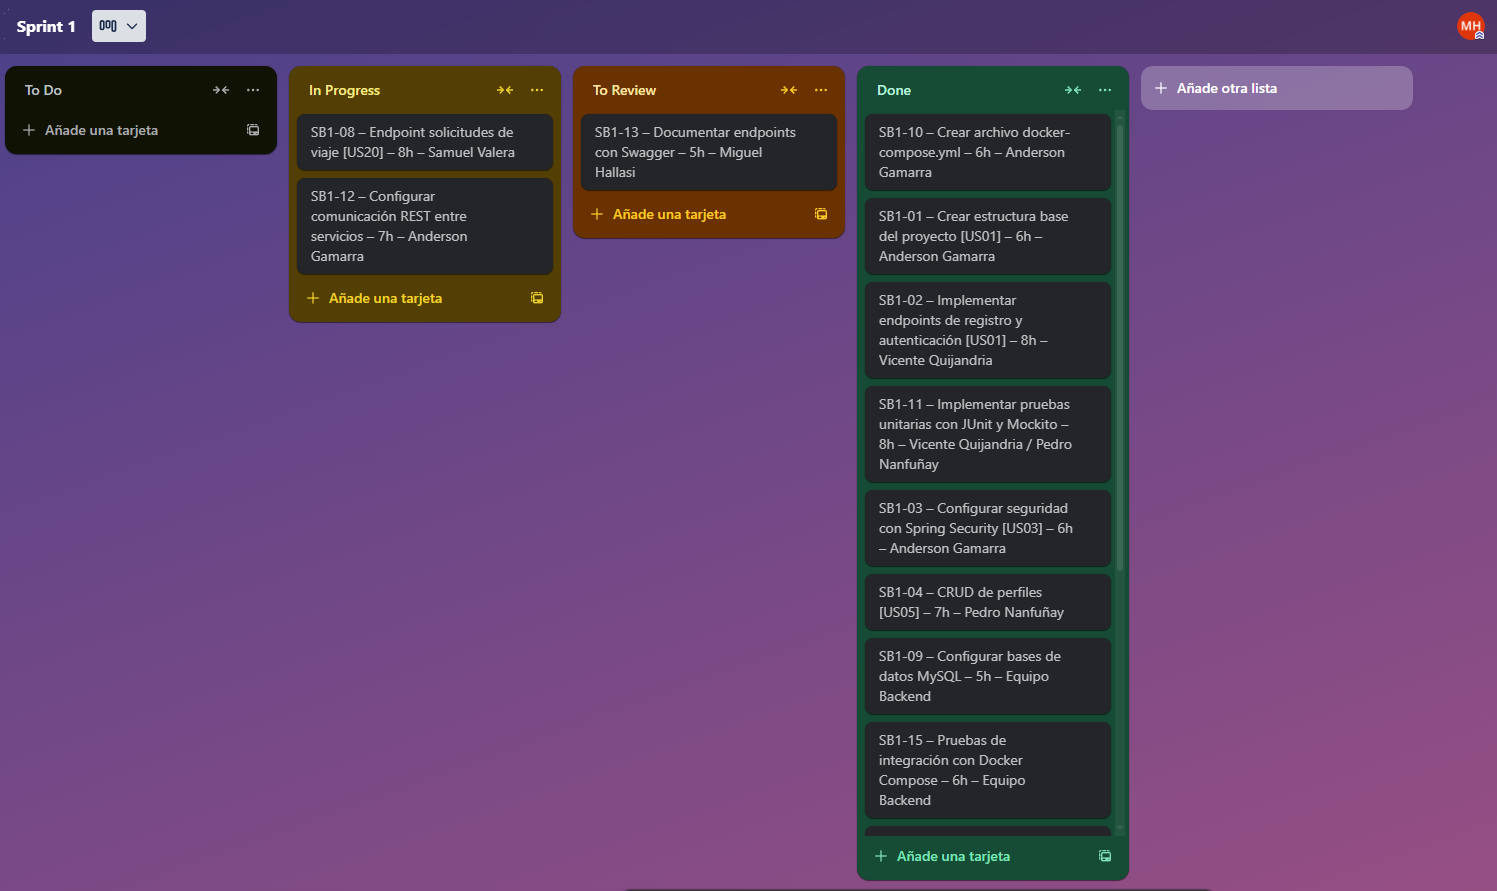 Sprint 1
MH
To Do
Añade una tarjeta
In Progress
SB1-08 – Endpoint solicitudes de
viaje [US20] – 8h – Samuel Valera
SB1-12 – Configurar
comunicación REST entre
servicios – 7h – Anderson
Gamarra
Añade una tarjeta
To Review
SB1-13 – Documentar endpoints
con Swagger – 5h – Miguel
Hallasi
Añade una tarjeta
Done
SB1-10 – Crear archivo docker-
compose.yml – 6h – Anderson
Gamarra
SB1-01 – Crear estructura base
del proyecto [US01] – 6h –
Anderson Gamarra
SB1-02 – Implementar
endpoints de registro y
autenticación [US01] – 8h –
Vicente Quijandria
SB1-11 – Implementar pruebas
unitarias con JUnit y Mockito –
8h – Vicente Quijandria / Pedro
Nanfuñay
SB1-03 – Configurar seguridad
con Spring Security [US03] – 6h
– Anderson Gamarra
SB1-04 – CRUD de perfiles
[US05] – 7h – Pedro Nanfuñay
SB1-09 – Configurar bases de
datos MySQL – 5h – Equipo
Backend
SB1-15 – Pruebas de
integración con Docker
Compose – 6h – Equipo
Backend
Añade una tarjeta
Añade otra lista